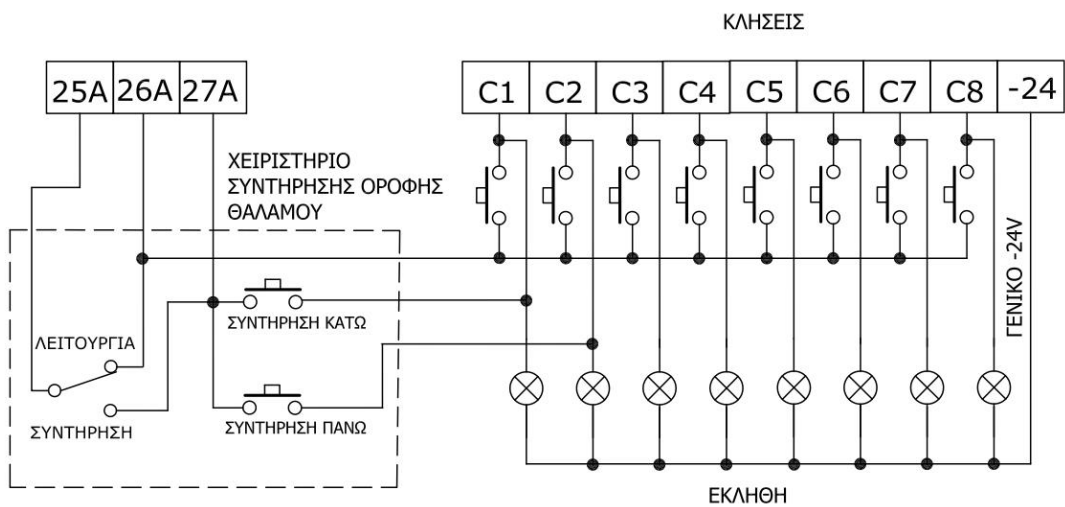 ΚΛΗΣΕΙΣ
25A 26A 27A
C1 C2 C3 C4 C5 C6 C7 C8 -24
ΧΕΙΡΙΣΤΗΡΙΟ
ΣΥΝΤΗΡΗΣΗΣ ΟΡΟΦΗΣ
ΘΑΛΑΜΟΥ
ΓΕΝΙΚΟ -24V
ΣΥΝΤΗΡΗΣΗ ΚΑΤΩ
ΛΕΙΤΟΥΡΓΙΑ
ΣΥΝΤΗΡΗΣΗ ΠΑΝΩ
ΣΥΝΤΗΡΗΣΗ
ΕΚΛΗΘΗ